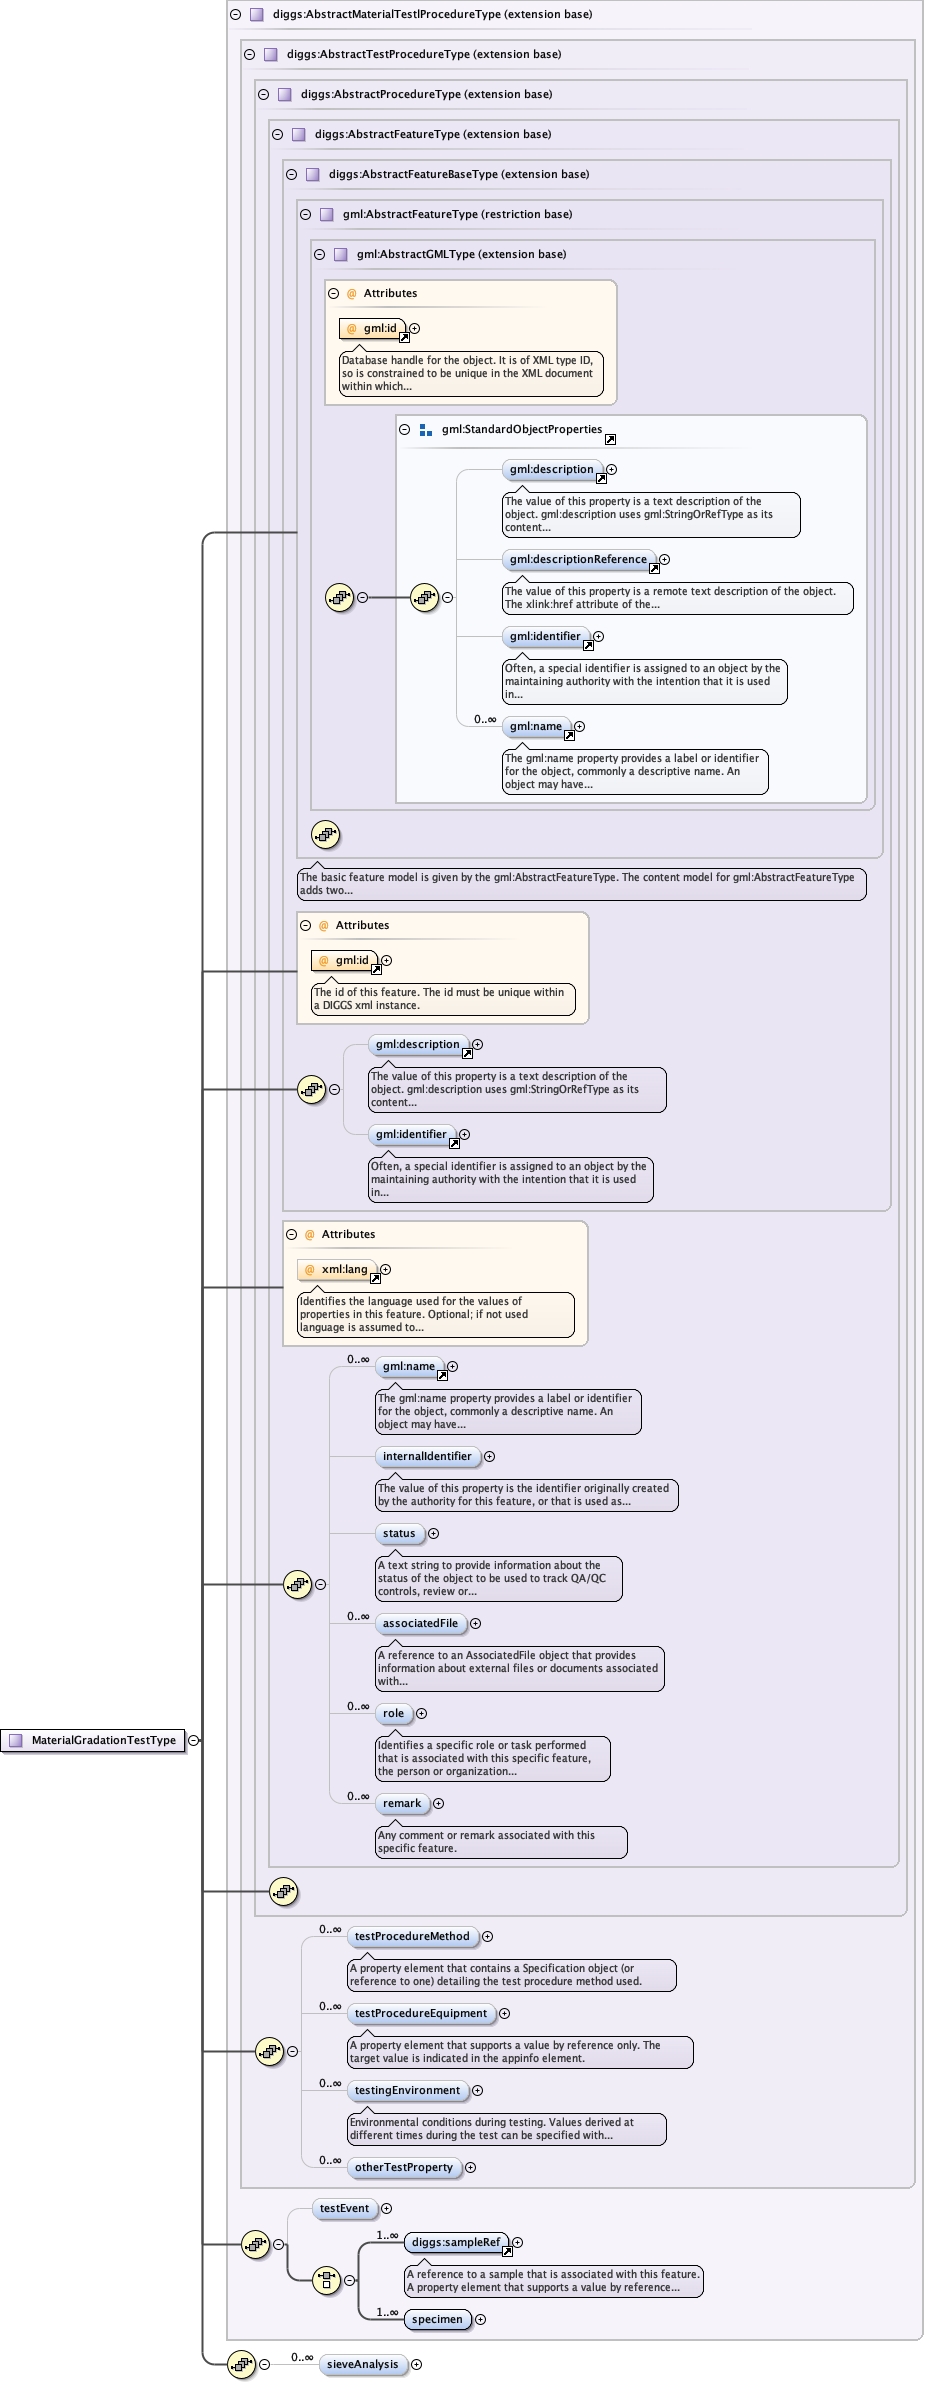 diggs:AbstractMaterialTestlProcedureType (extension base)
diggs:AbstractTestProcedureType (extension base)
diggs:AbstractProcedureType (extension base)
diggs:AbstractFeatureType (extension base)
diggs:AbstractFeatureBaseType (extension base)
gml:AbstractFeatureType (restriction base)
gml:AbstractGMLType (extension base)
@ Attributes
@ gml:id
Database handle for the object. It is of XML type ID,
so is constrained to be unique in the XML document
within which...
gml:StandardObjectProperties
gml:description
The value of this property is a text description of the
object. gml:description uses gml:StringOrRefType as its
content...
gml:descriptionReference
The value of this property is a remote text description of the object.
The xlink:href attribute of the...
gml:identifier
Often, a special identifier is assigned to an object by the
maintaining authority with the intention that it is used
in...
0..∞
gml:name
The gml:name property provides a label or identifier
for the object, commonly a descriptive name. An
object may have...
The basic feature model is given by the gml:AbstractFeatureType. The content model for gml:AbstractFeatureType
adds two...
@ Attributes
@ gml:id
The id of this feature. The id must be unique within
a DIGGS xml instance.
gml:description
The value of this property is a text description of the
object. gml:description uses gml:StringOrRefType as its
content...
gml:identifier
Often, a special identifier is assigned to an object by the
maintaining authority with the intention that it is used
in...
@ Attributes
@ xml:lang
Identifies the language used for the values of
properties in this feature. Optional; if not used
language is assumed to...
0..∞
gml:name
The gml:name property provides a label or identifier
for the object, commonly a descriptive name. An
object may have...
internalIdentifier
The value of this property is the identifier originally created
by the authority for this feature, or that is used as...
status
A text string to provide information about the
status of the object to be used to track QA/QC
controls, review or...
0..∞
associatedFile
A reference to an AssociatedFile object that provides
information about external files or documents associated
with...
0..∞
role
Identifies a specific role or task performed
that is associated with this specific feature,
the person or organization...
MaterialGradationTestType
0..∞
remark
Any comment or remark associated with this
specific feature.
0..∞
testProcedureMethod
A property element that contains a Specification object (or
reference to one) detailing the test procedure method used.
0..∞
testProcedureEquipment
A property element that supports a value by reference only. The
target value is indicated in the appinfo element.
0..∞
testingEnvironment
Environmental conditions during testing. Values derived at
different times during the test can be specified with...
0..∞
otherTestProperty
testEvent
1..∞
diggs:sampleRef
A reference to a sample that is associated with this feature.
A property element that supports a value by reference...
1..∞
specimen
0..∞
sieveAnalysis